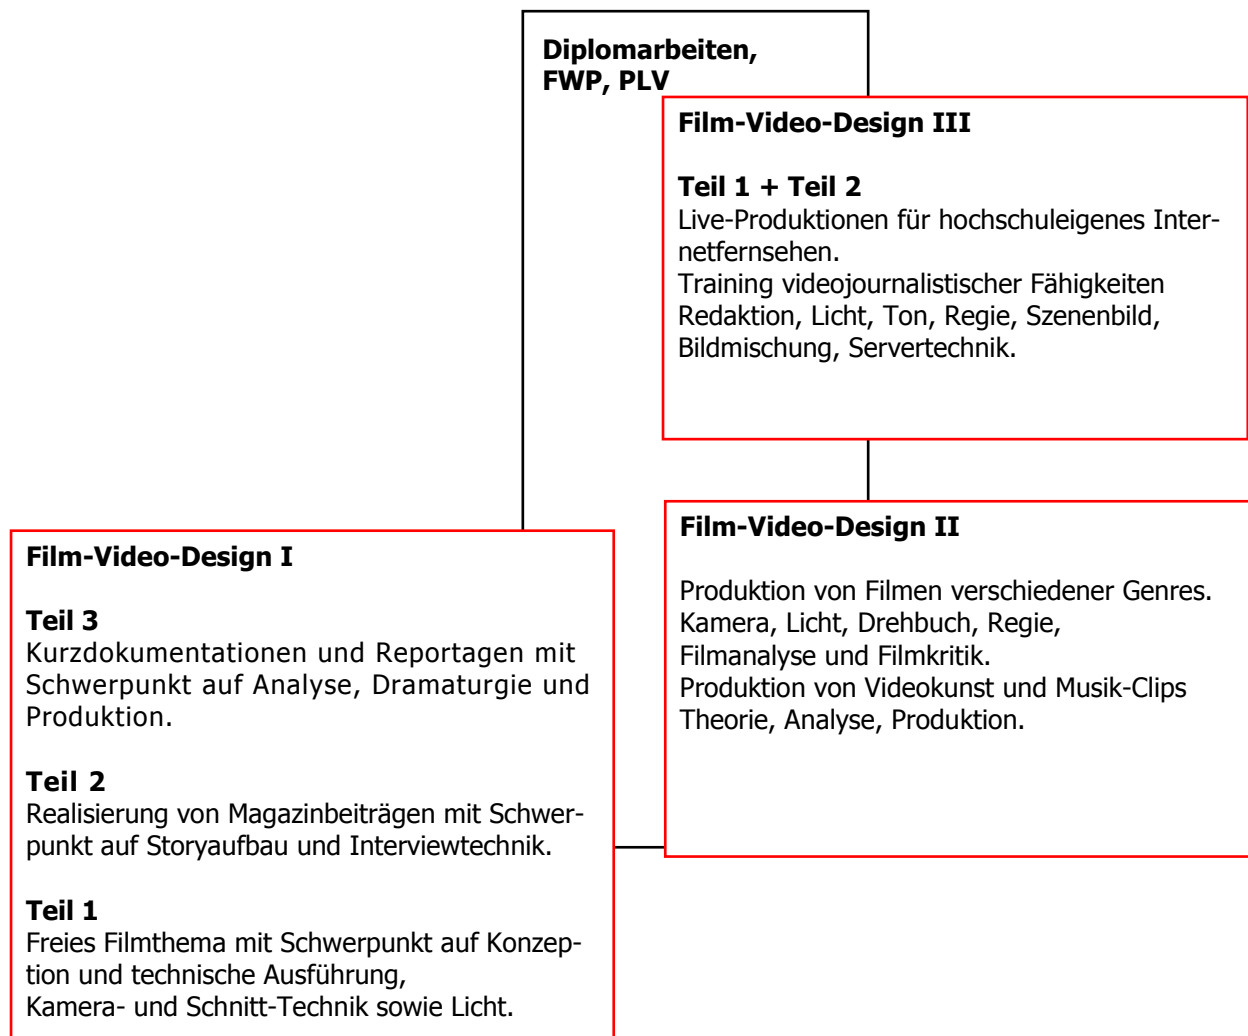 Diplomarbeiten,
FWP, PLV
Film-Video-Design III
Teil 1 + Teil 2
Live-Produktionen für hochschuleigenes Inter-
netfernsehen.
Training videojournalistischer Fähigkeiten
Redaktion, Licht, Ton, Regie, Szenenbild,
Bildmischung, Servertechnik.
Film-Video-Design II
Produktion von Filmen verschiedener Genres.
Kamera, Licht, Drehbuch, Regie,
Filmanalyse und Filmkritik.
Produktion von Videokunst und Musik-Clips
Theorie, Analyse, Produktion.
Film-Video-Design I
Teil 3
Kurzdokumentationen und Reportagen mit
Schwerpunkt auf Analyse, Dramaturgie und
Produktion.
Teil 2
Realisierung von Magazinbeiträgen mit Schwer-
punkt auf Storyaufbau und Interviewtechnik.
Teil 1
Freies Filmthema mit Schwerpunkt auf Konzep-
tion und technische Ausführung,
Kamera- und Schnitt-Technik sowie Licht.